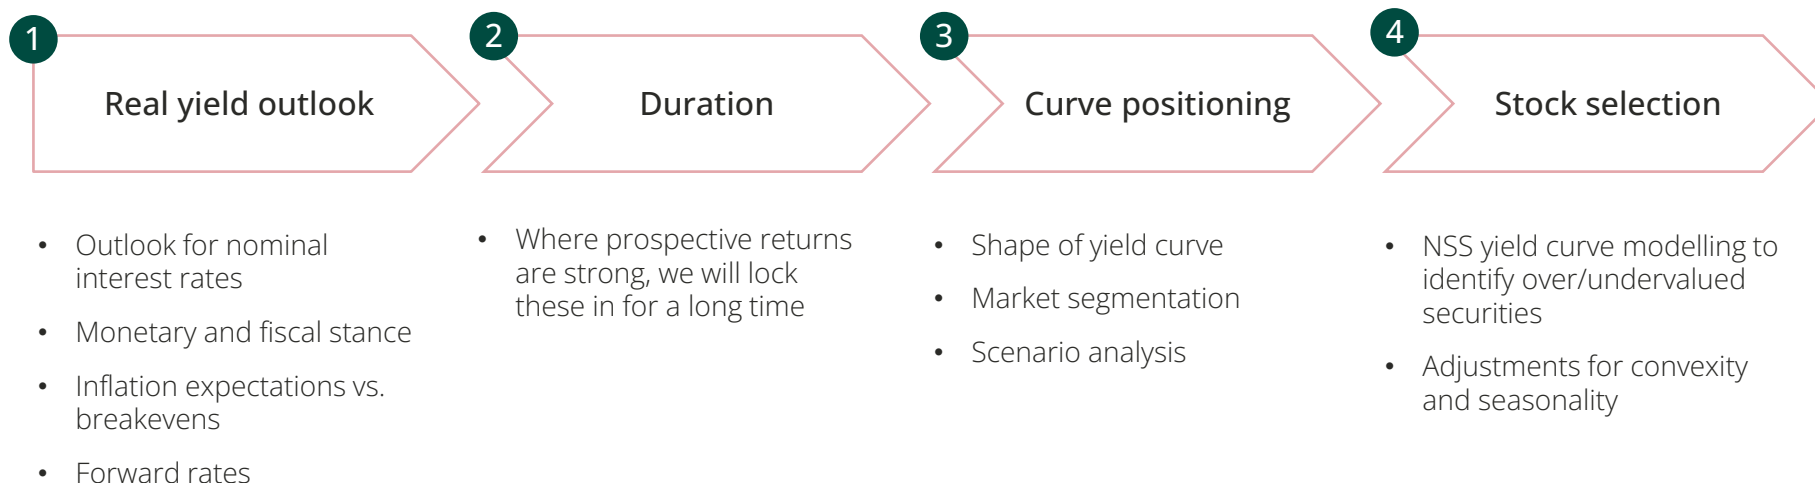 1
Real yield outlook
• Outlook for nominal
interest rates
• Monetary and fiscal stance
• Inflation expectations vs.
breakevens
• Forward rates
2
Duration
• Where prospective returns
are strong, we will lock
these in for a long time
3
Curve positioning
• Shape of yield curve
• Market segmentation
• Scenario analysis
4
Stock selection
• NSS yield curve modelling to
identify over/undervalued
securities
• Adjustments for convexity
and seasonality